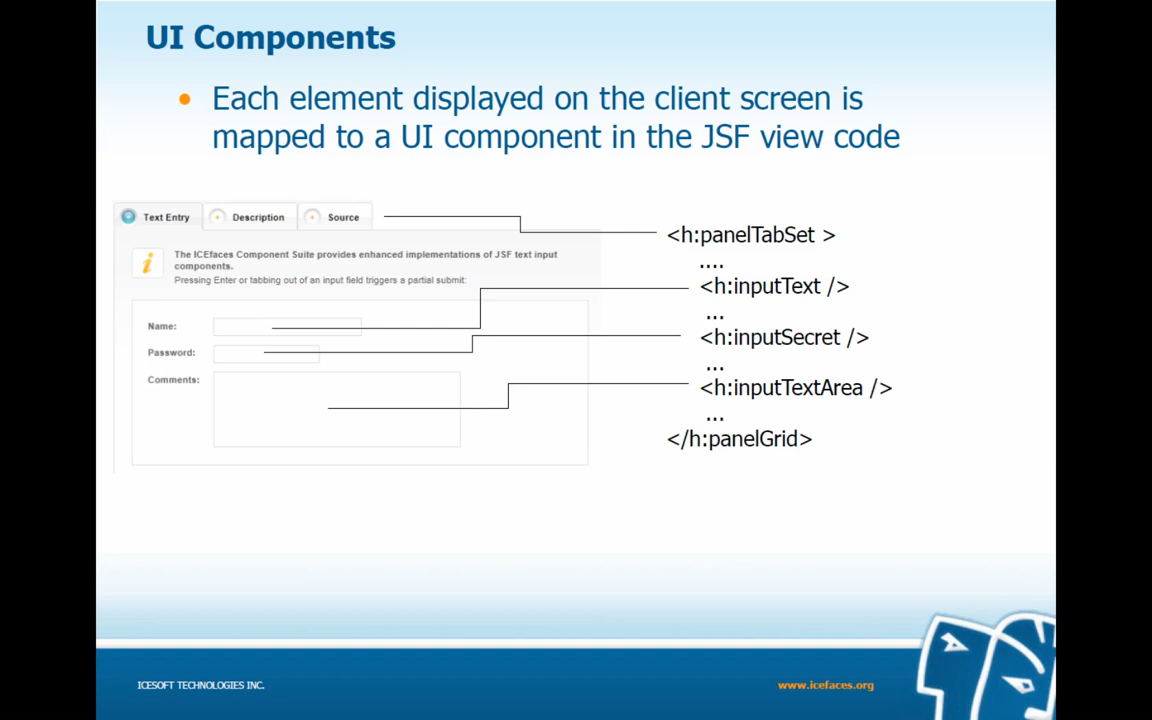 UI Components
• Each element displayed on the client screen is
mapped to a UI component in the JSF view code
Text Entry Description Source
The ICEfaces Component Suite provides enhanced implementations of JSF text input
components.
Pressing Enter or tabbing out of an input field triggers a partial submit:
Name:
Password:
Comments:
<h:panelTabSet >
....
<h:inputText />
...
<h:inputSecret />
...
<h:inputTextArea />
...
</h:panelGrid>
ICESOFT TECHNOLOGIES INC.
www.icefaces.org